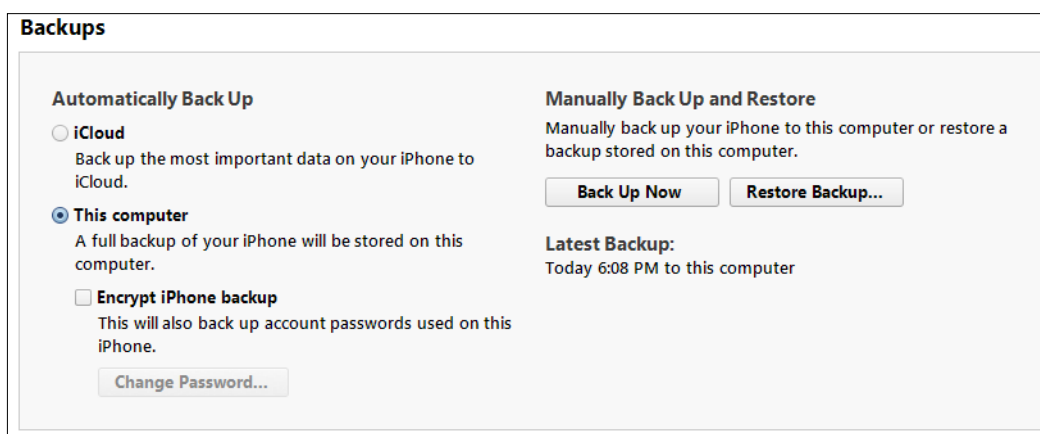 Backups
Automatically Back Up
iCloud
Back up the most important data on your iPhone to
iCloud.
This computer
A full backup of your iPhone will be stored on this
computer.
Encrypt iPhone backup
This will also back up account passwords used on this
iPhone.
Change Password...
Manually Back Up and Restore
Manually back up your iPhone to this computer or restore a
backup stored on this computer.
Back Up Now
Restore Backup...
Latest Backup:
Today 6:08 PM to this computer